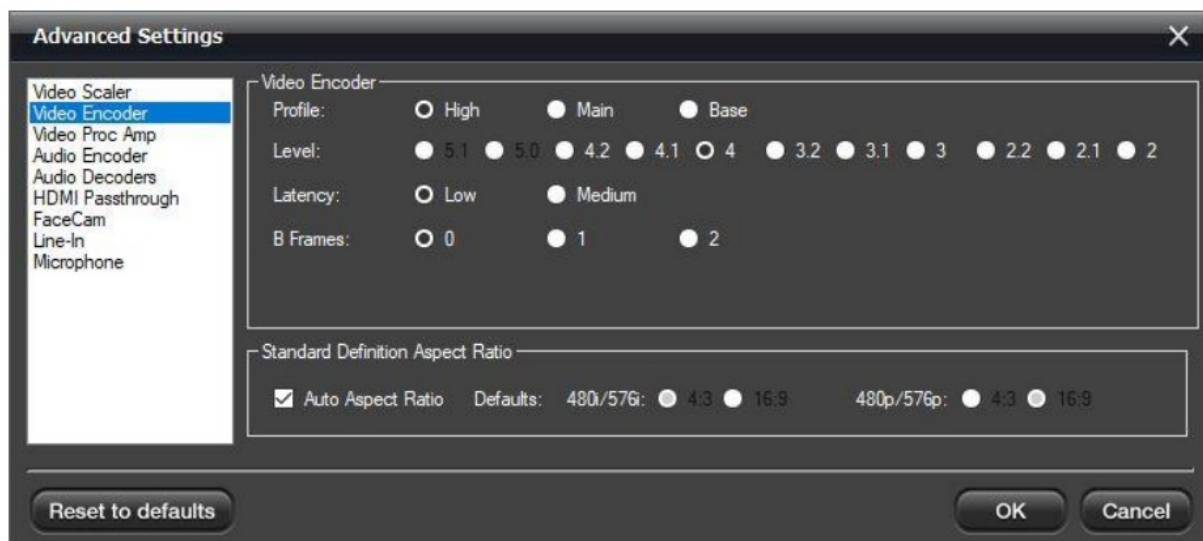 Advanced Settings
Video Scaler
Video Encoder
Video Proc Amp
Audio Encoder
Audio Decoders
HDMI Passthrough
FaceCam
Line-In
Microphone
Video Encoder
Profile: High Main Base
Level: 5.1 5.0 4.2 4.1 4 3.2 3.1 3 2.2 2.1 2
Latency: Low Medium
B Frames: 0 1 2
Standard Definition Aspect Ratio
Auto Aspect Ratio Defaults: 480i/576i: 4:3 16:9 480p/576p: 4:3 16:9
Reset to defaults OK Cancel